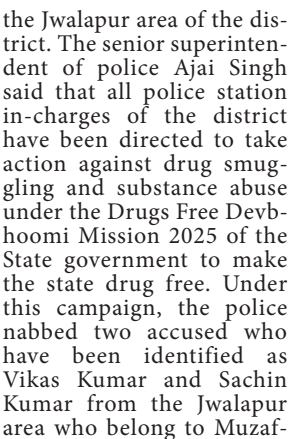 the Jwalapur area of the dis-
trict. The senior superinten-
dent of police Ajai Singh
said that all police station
in-charges of the district
have been directed to take
action against drug smug-
gling and substance abuse
under the Drugs Free Devb-
hoomi Mission 2025 of the
State government to make
the state drug free. Under
this campaign, the police
nabbed two accused who
have been identified as
Vikas Kumar and Sachin
Kumar from the Jwalapur
area who belong to Muzaf-